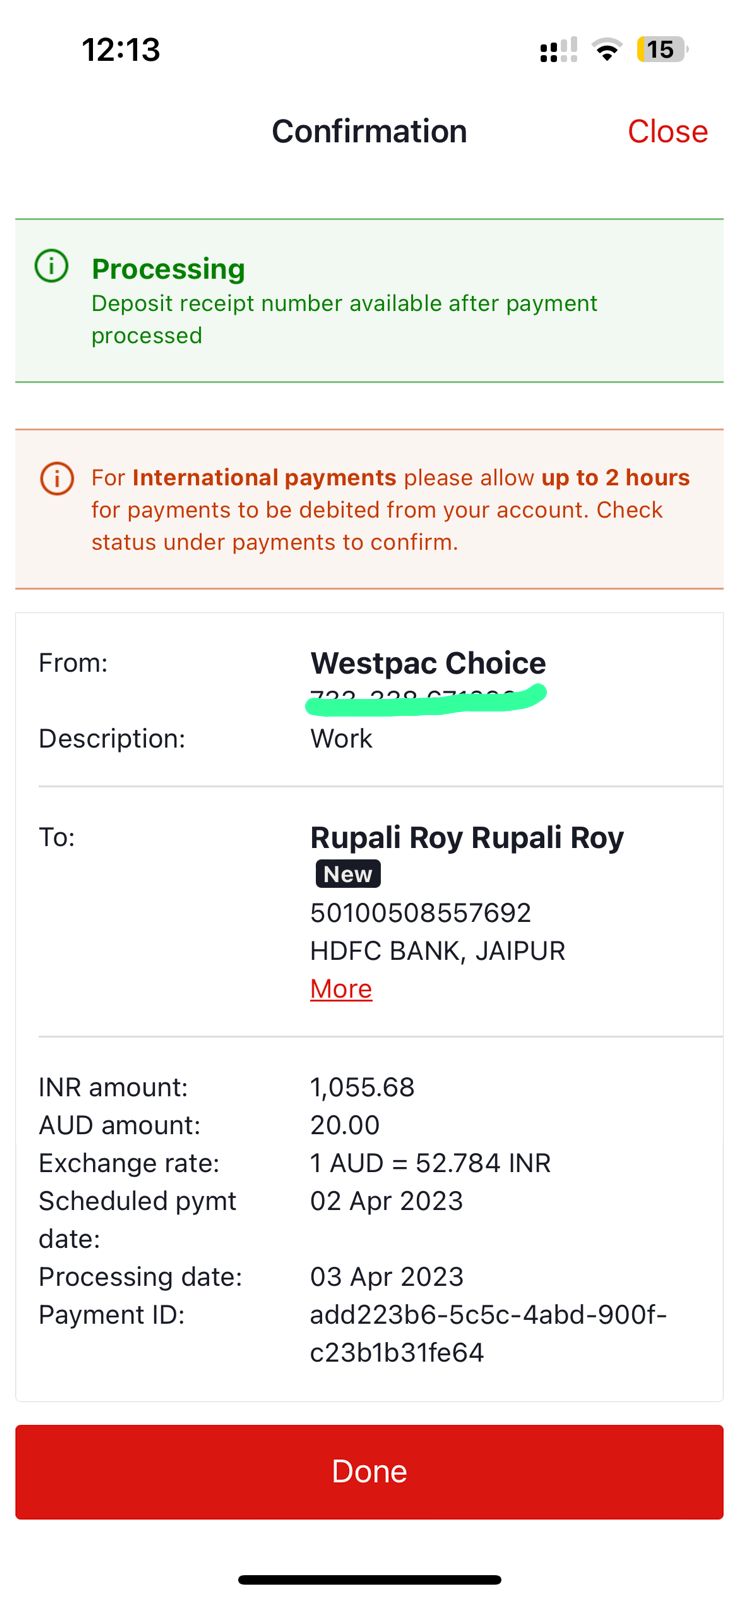 12:13
15
Confirmation
Close
Processing
Deposit receipt number available after payment
processed
For International payments please allow up to 2 hours
for payments to be debited from your account. Check
status under payments to confirm.
From:
Westpac Choice
Description:
Work
To:
Rupali Roy Rupali Roy
New
50100508557692
HDFC BANK, JAIPUR
More
INR amount:
1,055.68
AUD amount:
20.00
Exchange rate:
1 AUD = 52.784 INR
Scheduled pymt
date:
02 Apr 2023
Processing date:
03 Apr 2023
Payment ID:
add223b6-5c5c-4abd-900f-
c23b1b31fe64
Done